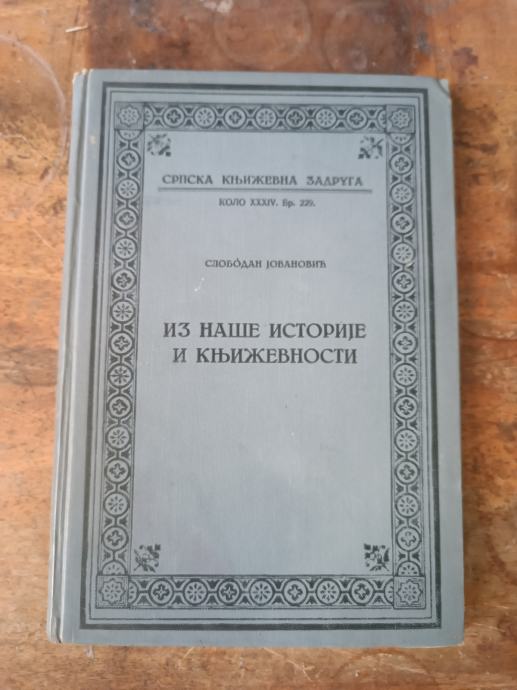 СРПСКА КЊИЖЕВНА ЗАДРУГА
КОЛО XXXIV. Бр. 229.
СЛОБОДАН ЈОВАНОВИЋ
ИЗ НАШЕ ИСТОРИЈЕ
И КЊИЖЕВНОСТИ